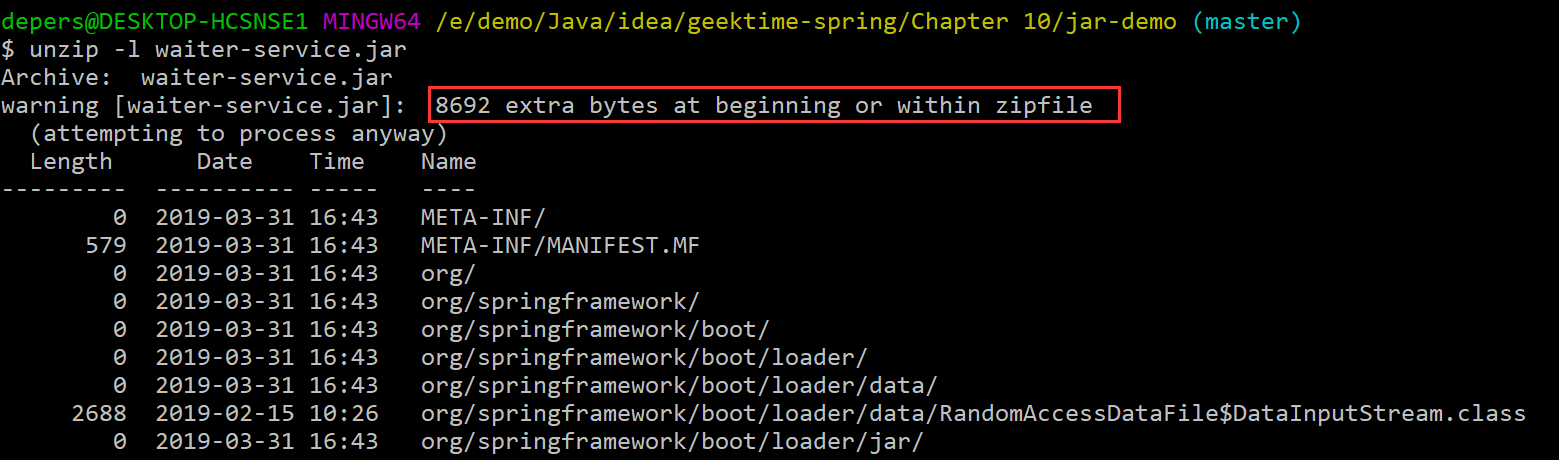 depers@DESKTOP-HCSNSE1 MINGW64 /e/demo/Java/idea/geektime-spring/Chapter 10/jar-demo (master)
$ unzip -l waiter-service.jar
Archive:  waiter-service.jar
warning [waiter-service.jar]:  8692 extra bytes at beginning or within zipfile
  (attempting to process anyway)
  Length      Date    Time    Name
---------  ---------- -----   ----
        0  2019-03-31 16:43   META-INF/
      579  2019-03-31 16:43   META-INF/MANIFEST.MF
        0  2019-03-31 16:43   org/
        0  2019-03-31 16:43   org/springframework/
        0  2019-03-31 16:43   org/springframework/boot/
        0  2019-03-31 16:43   org/springframework/boot/loader/
        0  2019-03-31 16:43   org/springframework/boot/loader/data/
     2688  2019-02-15 10:26   org/springframework/boot/loader/data/RandomAccessDataFile$DataInputStream.class
        0  2019-03-31 16:43   org/springframework/boot/loader/jar/